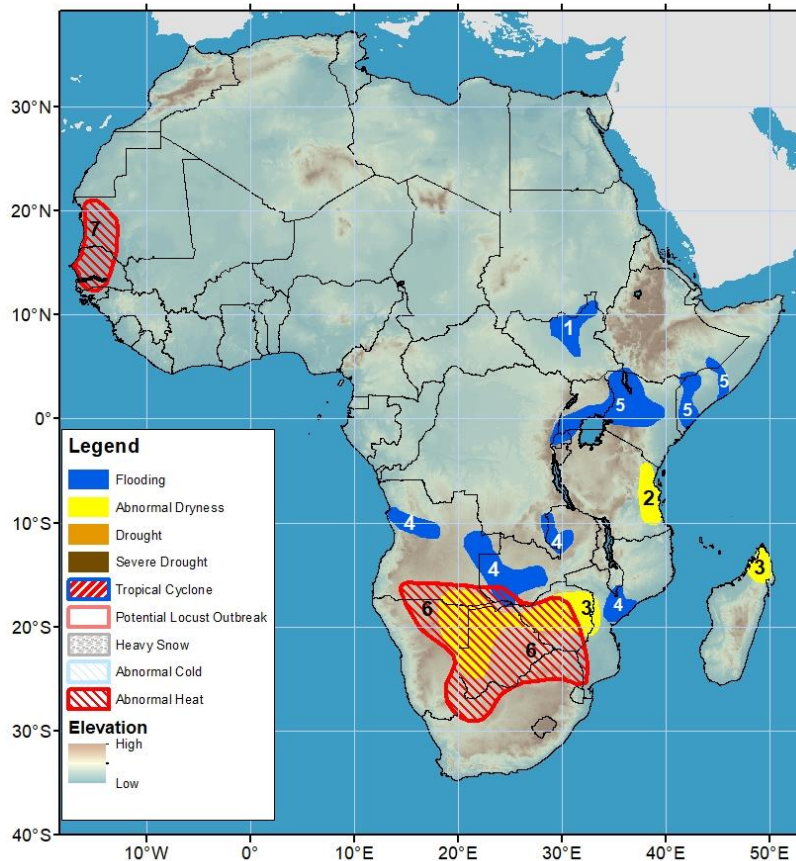 30°N
20°N
10°N
0°
10°S
20°S
30°S
40°S
7
1
5
5
5
2
4
4
4
4
3
3
6
6
Legend
Flooding
Abnormal Dryness
Drought
Severe Drought
Tropical Cyclone
Potential Locust Outbreak
Heavy Snow
Abnormal Cold
Abnormal Heat
Elevation
High
Low
10°W
0°
10°E
20°E
30°E
40°E
50°E